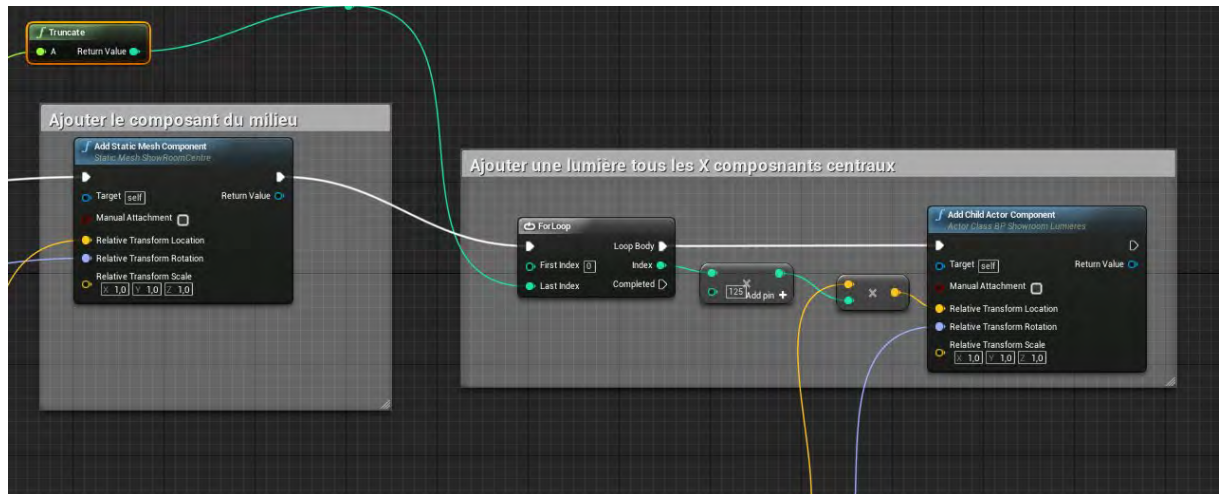 Truncate
A Return Value
Ajouter le composant du milieu
Add Static Mesh Component
Static Mesh ShowRoomCentre
Target self Return Value
Manual Attachment
Relative Transform Location
Relative Transform Rotation
Relative Transform Scale
X 1,0 Y 1,0 Z 1,0
Ajouter une lumière tous les X composnants centraux
ForLoop
Loop Body
First Index 0 Index
Last Index Completed
125 Add pin +
Add Child Actor Component
Actor Class BP Showroom Lumieres
Target self Return Value
Manual Attachment
Relative Transform Location
Relative Transform Rotation
Relative Transform Scale
X 1,0 Y 1,0 Z 1,0